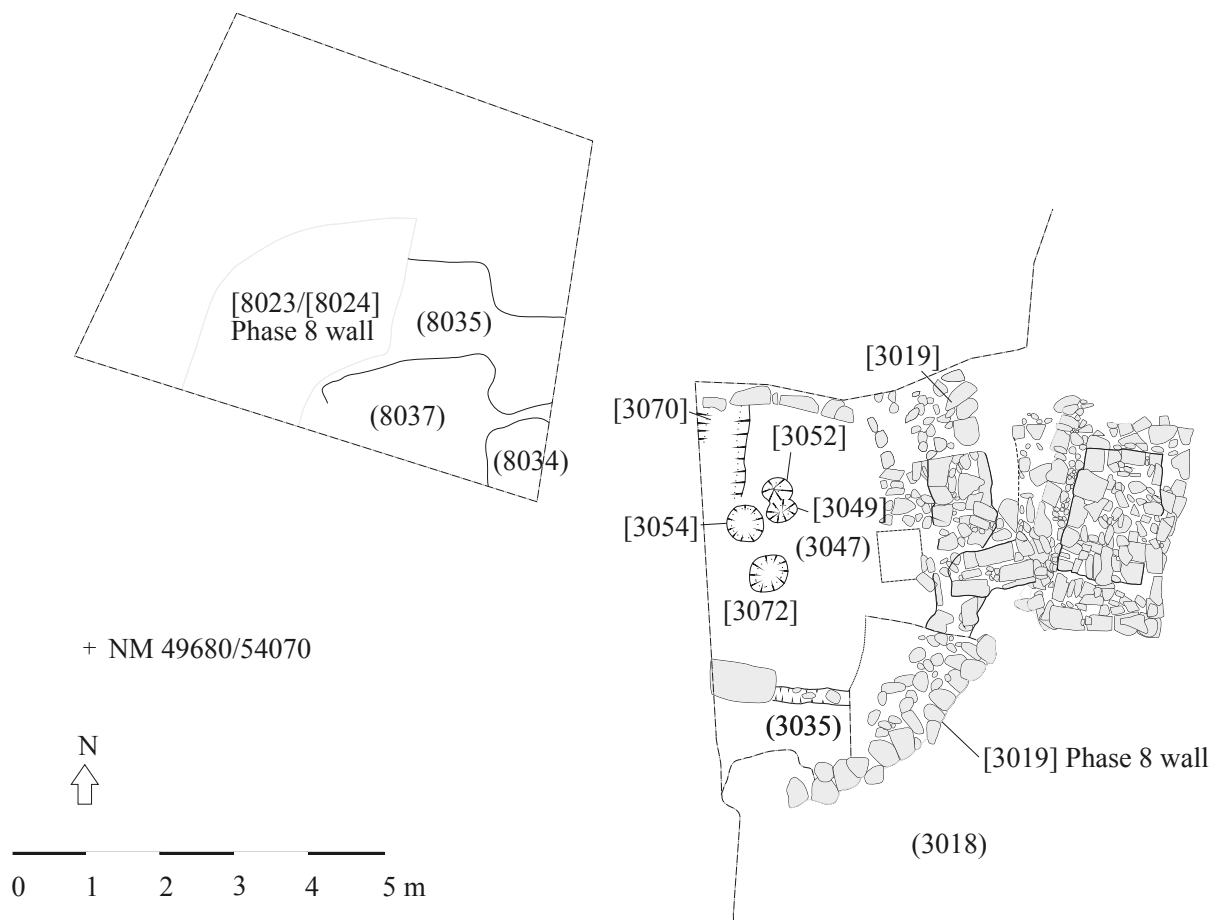 [8023/[8024]
Phase 8 wall
(8035)
(8037)
(8034)
[3019]
[3070]
[3052]
[3049]
[3054]
(3047)
[3072]
+ NM 49680/54070
(3035)
N
[3019] Phase 8 wall
(3018)
0 1 2 3 4 5 m